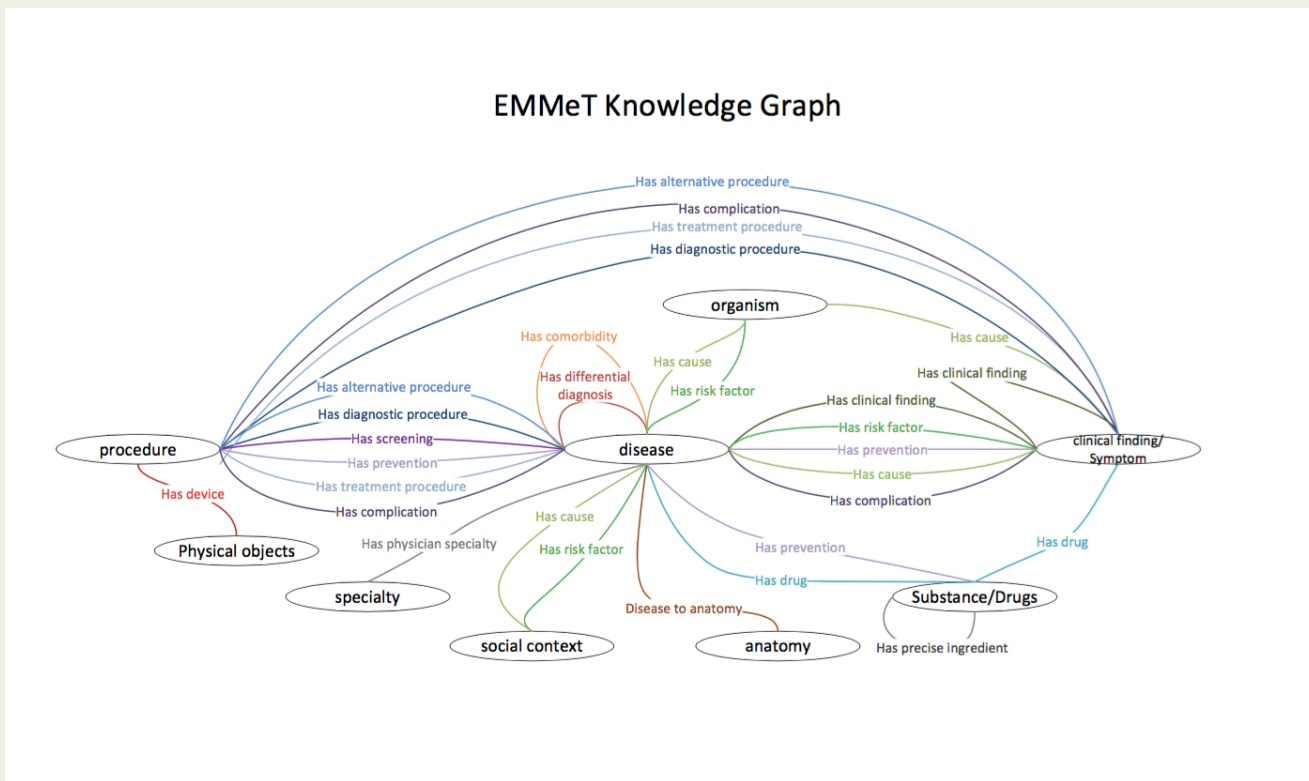 EMMeT Knowledge Graph
Has alternative procedure
Has complication
Has treatment procedure
Has diagnostic procedure
organism
Has comorbidity
Has cause
Has cause
Has differential
diagnosis
Has risk factor
Has clinical finding
Has alternative procedure
Has clinical finding
Has diagnostic procedure
Has risk factor
Has screening
procedure
disease
clinical finding/
Symptom
Has prevention
Has prevention
Has cause
Has treatment procedure
Has device
Has complication
Has complication
Has cause
Has physician specialty
Has risk factor
Has prevention
Has drug
Physical objects
Has drug
specialty
Substance/Drugs
Disease to anatomy
social context
anatomy
Has precise ingredient